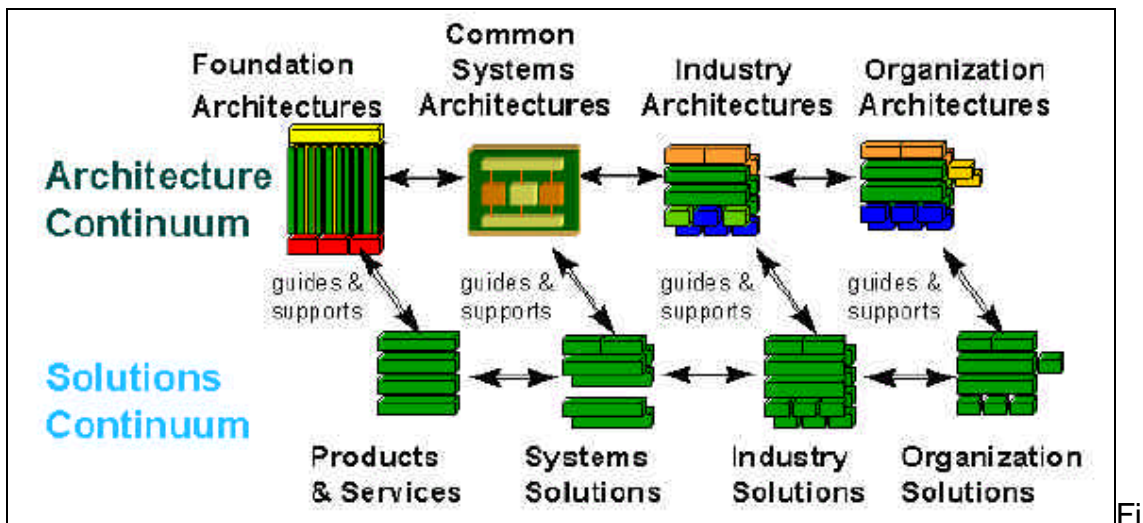 Foundation
Architectures
Common
Systems
Architectures
Industry
Architectures
Organization
Architectures
Architecture
Continuum
guides &
supports
guides &
supports
guides &
supports
guides &
supports
Solutions
Continuum
Products
& Services
Systems
Solutions
Industry
Solutions
Organization
Solutions
Fi